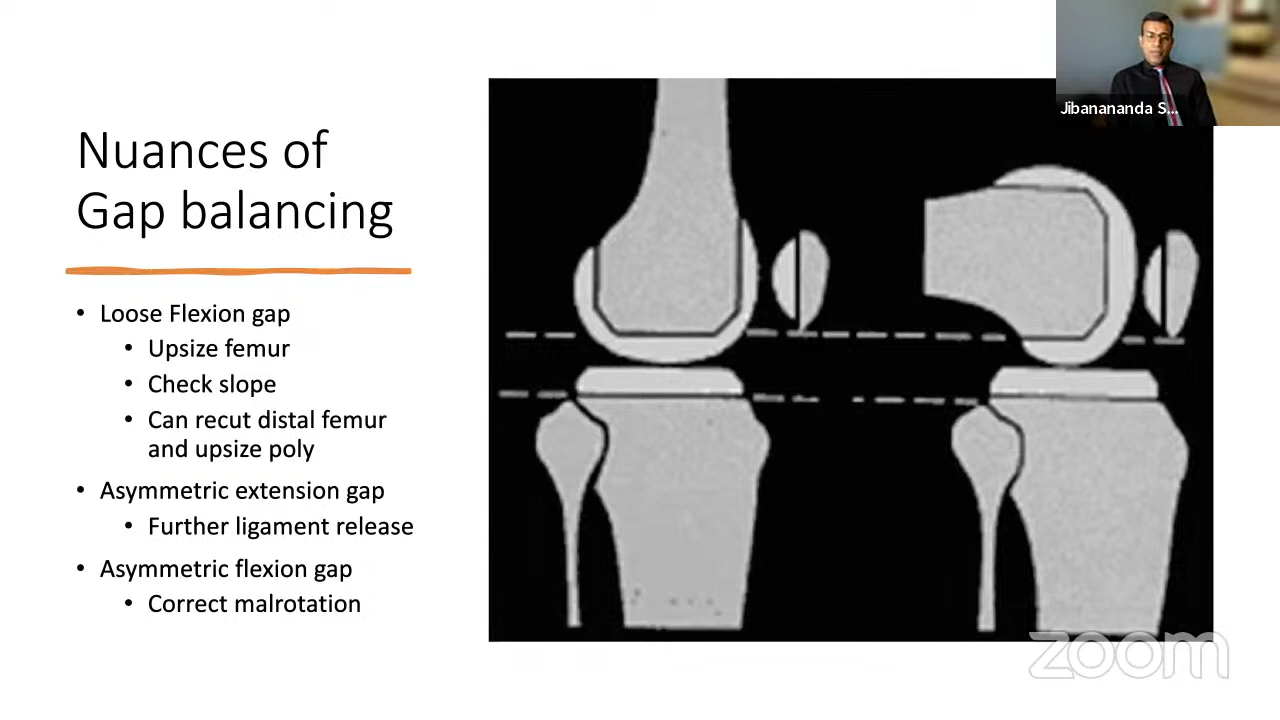 Jibanananda S...
Nuances of
Gap balancing
• Loose Flexion gap
• Upsize femur
• Check slope
• Can recut distal femur
and upsize poly
• Asymmetric extension gap
• Further ligament release
• Asymmetric flexion gap
• Correct malrotation
zoom